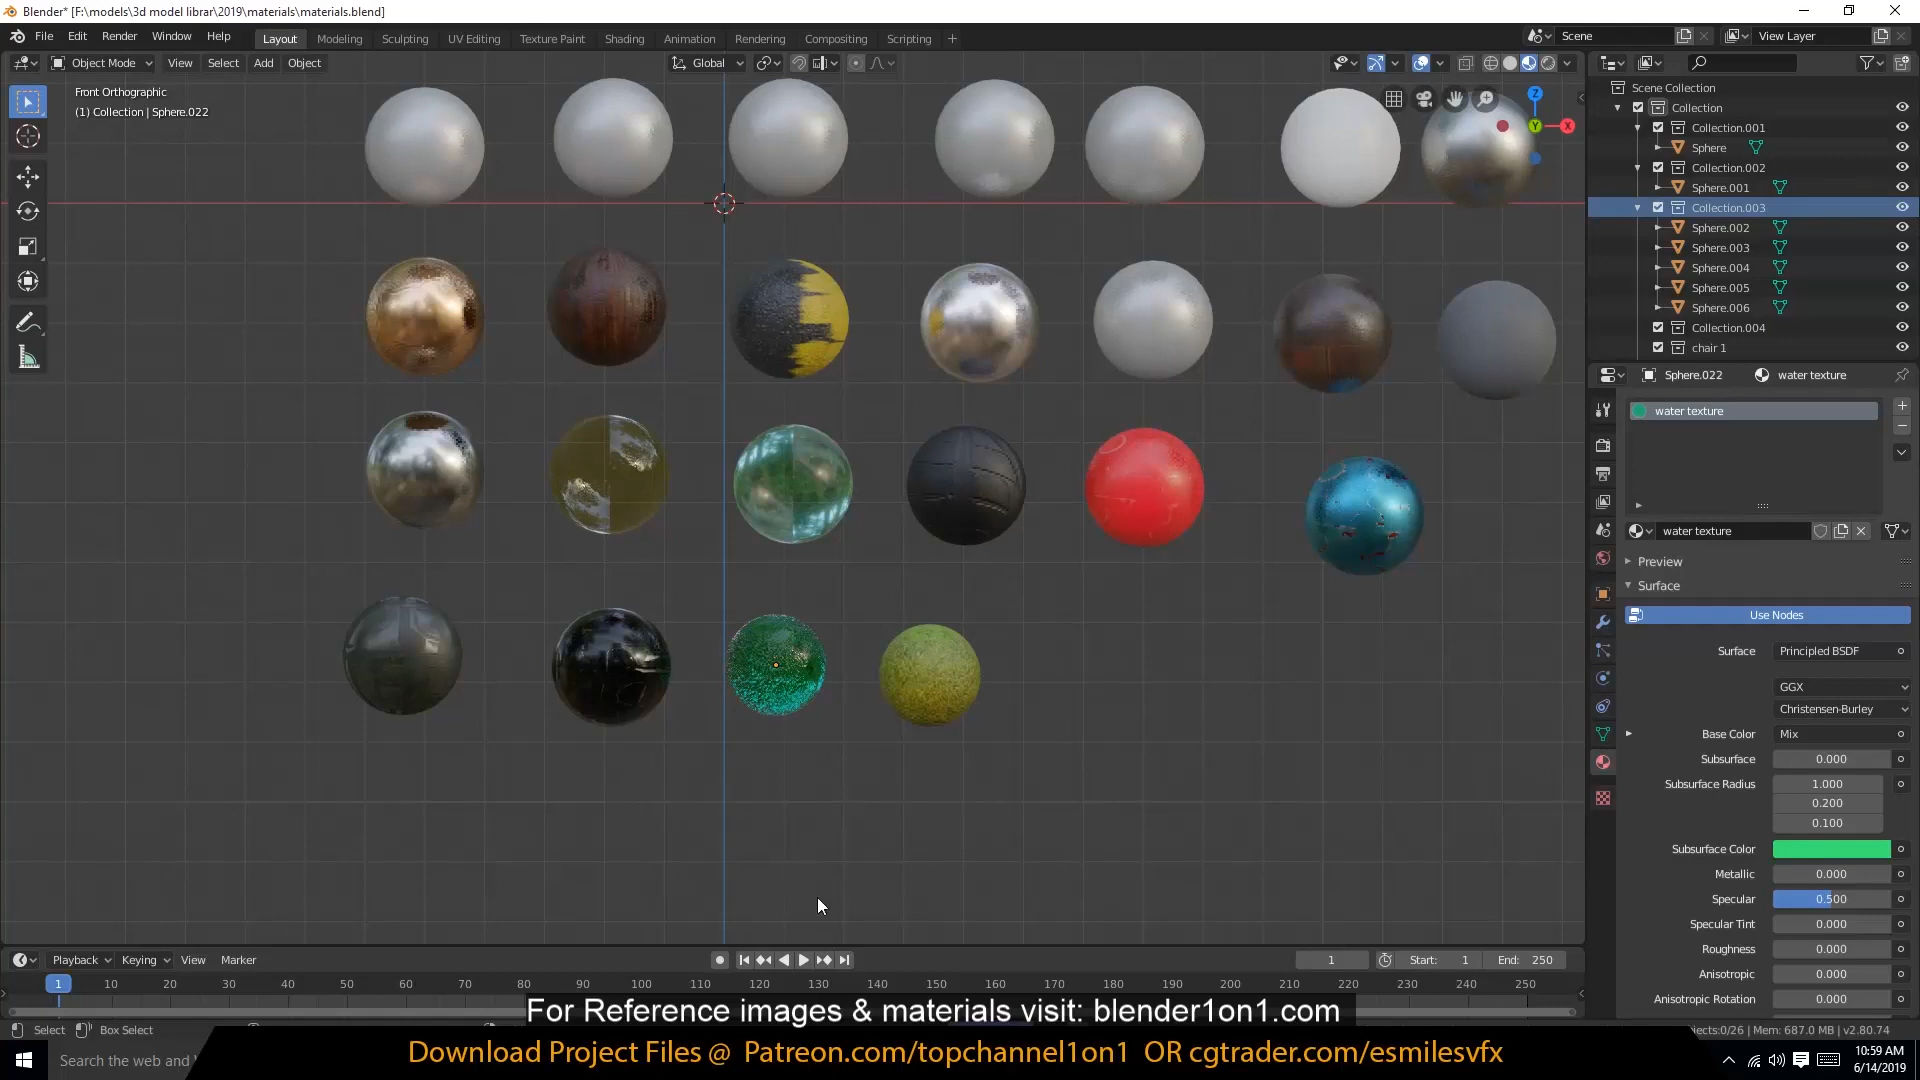 Blender* [F:\models\3d model librar\2019\materials\materials.blend]
File Edit Render Window Help
Layout Modeling Sculpting UV Editing Texture Paint Shading Animation Rendering Compositing Scripting +
Scene
View Layer
Object Mode View Select Add Object
Global
Front Orthographic
(1) Collection | Sphere.022
Z
Y
X
Scene Collection
Collection
Collection.001
Sphere
Collection.002
Sphere.001
Collection.003
Sphere.002
Sphere.003
Sphere.004
Sphere.005
Sphere.006
Collection.004
chair 1
Sphere.022 water texture
water texture
water texture
Preview
Surface
Use Nodes
Surface Principled BSDF
GGX
Christensen-Burley
Base Color Mix
Subsurface 0.000
Subsurface Radius 1.000
0.200
0.100
Subsurface Color
Metallic 0.000
Specular 0.500
Specular Tint 0.000
Roughness 0.000
Anisotropic 0.000
Anisotropic Rotation 0.000
Playback Keying View Marker
1 Start: 1 End: 250
1 10 20 30 40 50 60 70 80 90 100 110 120 130 140 150 160 170 180 190 200 210 220 230 240 250
For Reference images & materials visit: blender1on1.com
Select Box Select
jects:0/26 | Mem: 687.0 MB | v2.80.74
Download Project Files @ Patreon.com/topchannel1on1 OR cgtrader.com/esmilesvfx
Search the web and
10:59 AM
6/14/2019